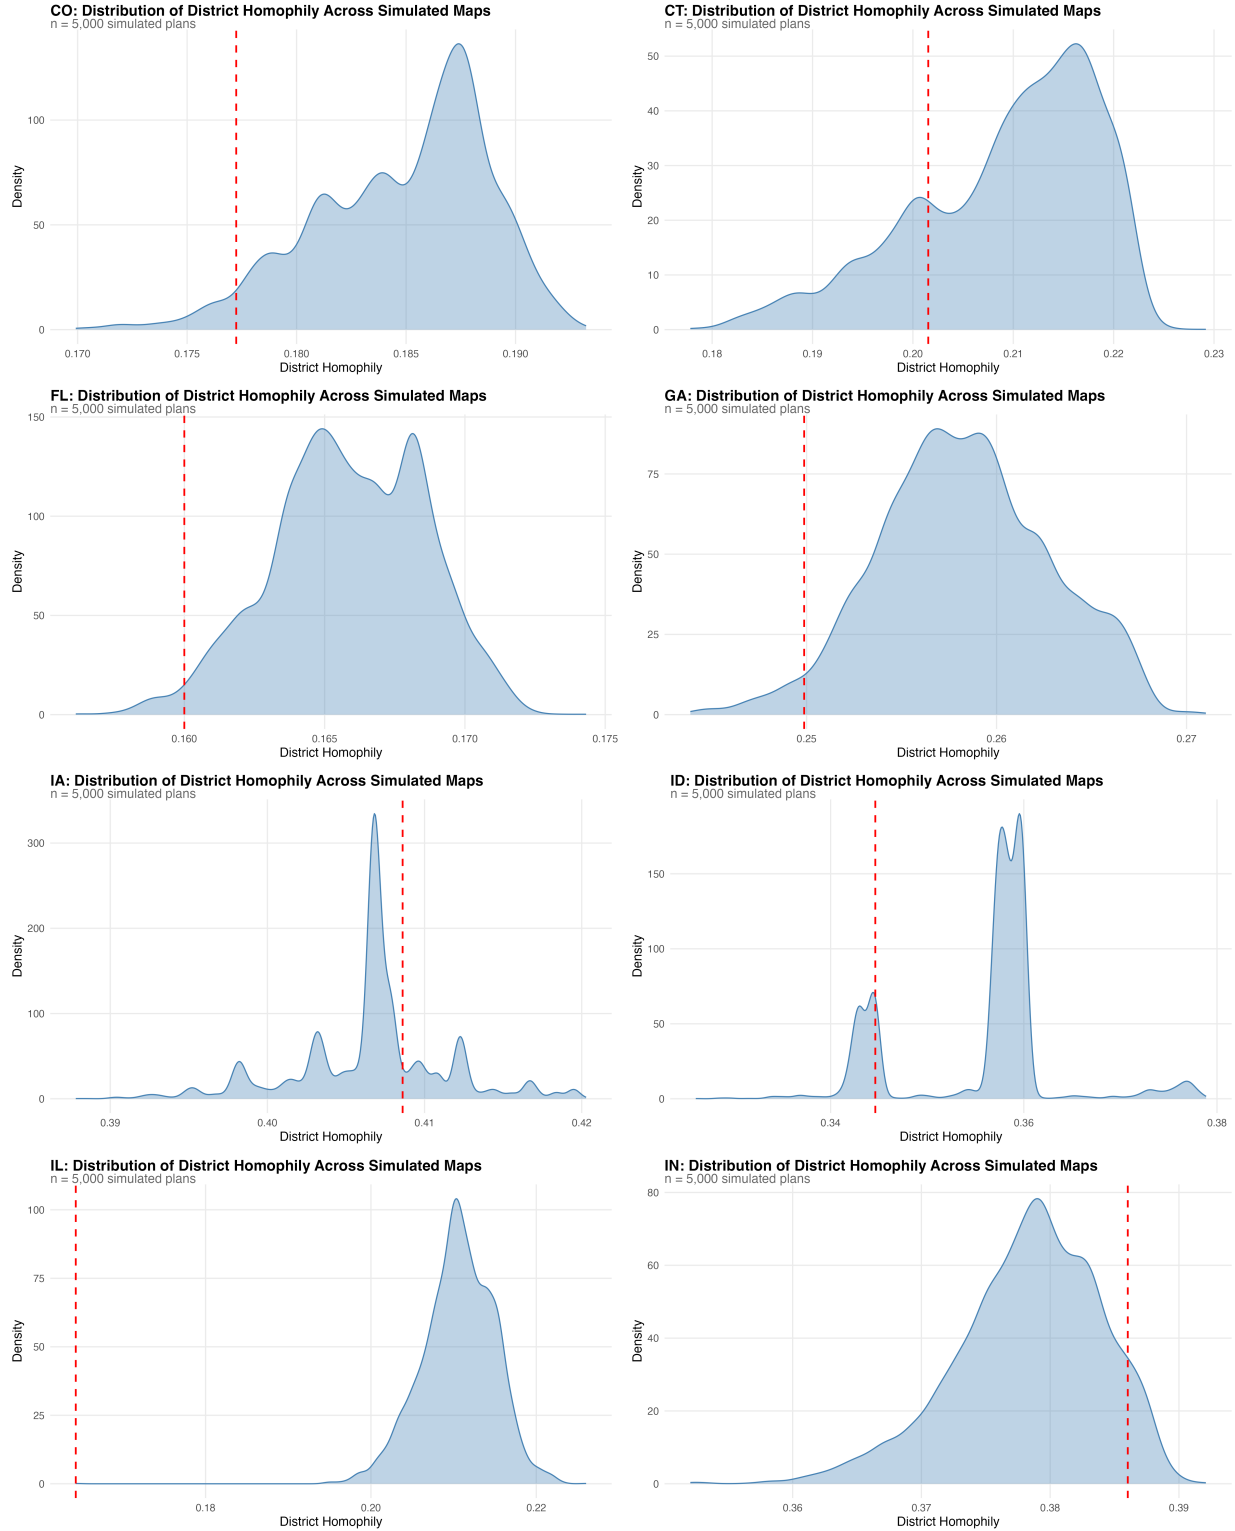 CO: Distribution of District Homophily Across Simulated Maps
n = 5,000 simulated plans
Density
100
50
0
0.170 0.175 0.180 0.185 0.190
District Homophily
CT: Distribution of District Homophily Across Simulated Maps
n = 5,000 simulated plans
Density
50
40
30
20
10
0
0.18 0.19 0.20 0.21 0.22 0.23
District Homophily
FL: Distribution of District Homophily Across Simulated Maps
n = 5,000 simulated plans
Density
150
100
50
0
0.160 0.165 0.170 0.175
District Homophily
GA: Distribution of District Homophily Across Simulated Maps
n = 5,000 simulated plans
Density
75
50
25
0
0.25 0.26 0.27
District Homophily
IA: Distribution of District Homophily Across Simulated Maps
n = 5,000 simulated plans
Density
300
200
100
0
0.39 0.40 0.41 0.42
District Homophily
ID: Distribution of District Homophily Across Simulated Maps
n = 5,000 simulated plans
Density
150
100
50
0
0.34 0.36 0.38
District Homophily
IL: Distribution of District Homophily Across Simulated Maps
n = 5,000 simulated plans
Density
100
75
50
25
0
0.18 0.20 0.22
District Homophily
IN: Distribution of District Homophily Across Simulated Maps
n = 5,000 simulated plans
Density
80
60
40
20
0
0.36 0.37 0.38 0.39
District Homophily